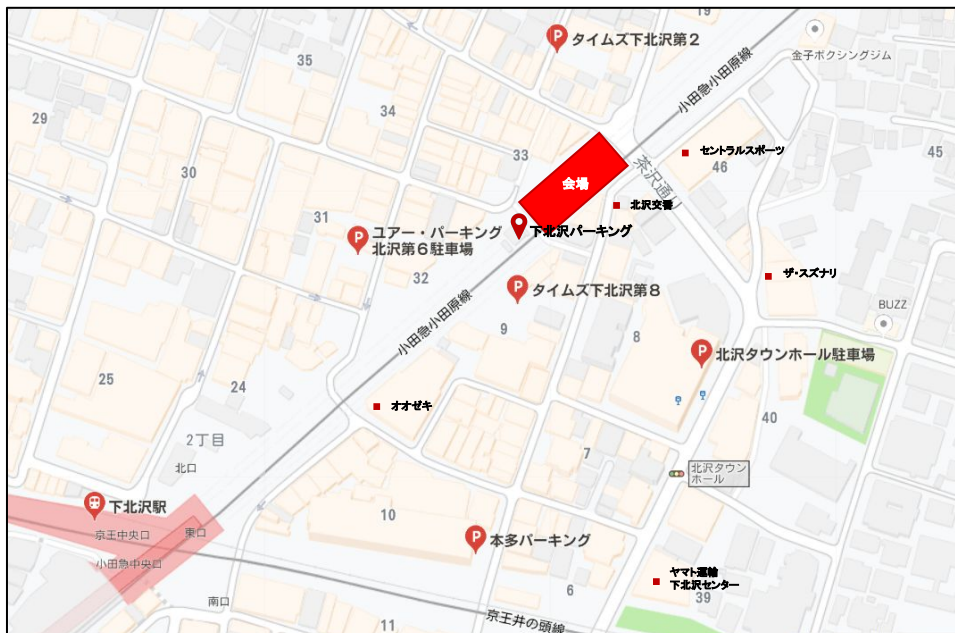 19
タイムズ下北沢第2
金子ボクシングジム
35
小田急小田原線
34
29
33
セントラルスポーツ
46
45
30
会場
茶沢通り
北沢交番
31
ユアー・パーキング
北沢第6駐車場
下北沢パーキング
32
ザ・スズナリ
タイムズ下北沢第8
BUZZ
小田急小田原線
9
8
北沢タウンホール駐車場
25
24
オオゼキ
40
2丁目
北口
7
北沢タウン
ホール
下北沢駅
京王中央口
東口
10
本多パーキング
小田急中央口
ヤマト運輸
下北沢センター
39
6
南口
京王井の頭線
11